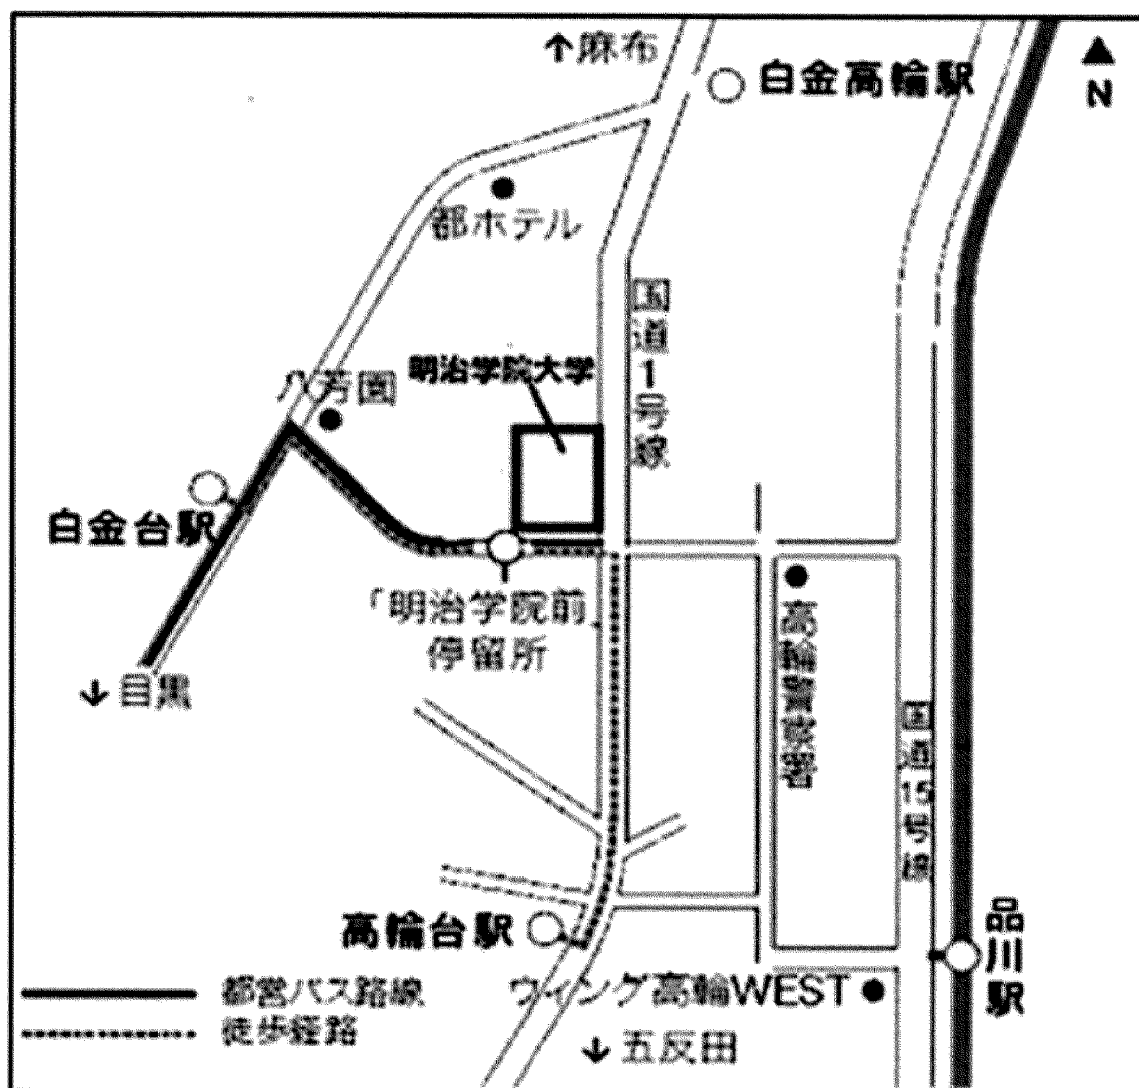 ↑麻布
白金高輪駅
N
都ホテル
国道1号線
明治学院大学
八芳園
白金台駅
「明治学院前」
停留所
高輪警察署
↓目黒
国道15号線
高輪台駅
品川駅
都営バス路線
ウィング高輪WEST
徒歩経路
↓五反田